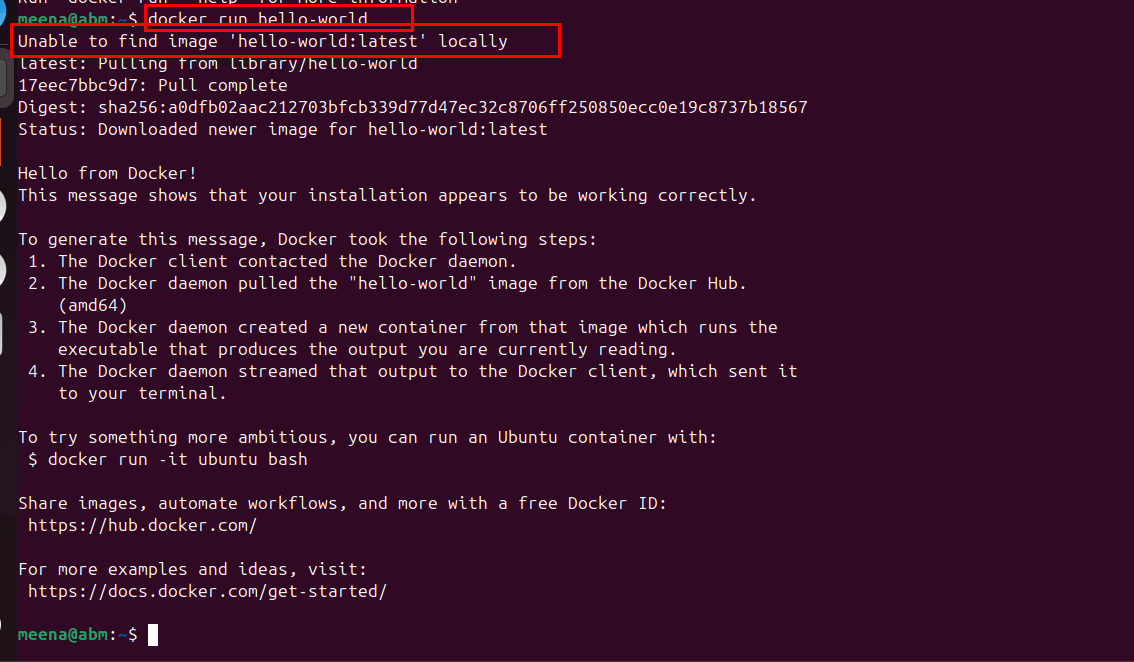 meena@abm:~$ docker run hello-world
Unable to find image 'hello-world:latest' locally
latest: Pulling from library/hello-world
17eec7bbc9d7: Pull complete
Digest: sha256:a0dfb02aac212703bfcb339d77d47ec32c8706ff250850ecc0e19c8737b18567
Status: Downloaded newer image for hello-world:latest
Hello from Docker!
This message shows that your installation appears to be working correctly.
To generate this message, Docker took the following steps:
1. The Docker client contacted the Docker daemon.
2. The Docker daemon pulled the "hello-world" image from the Docker Hub.
(amd64)
3. The Docker daemon created a new container from that image which runs the
executable that produces the output you are currently reading.
4. The Docker daemon streamed that output to the Docker client, which sent it
to your terminal.
To try something more ambitious, you can run an Ubuntu container with:
$ docker run -it ubuntu bash
Share images, automate workflows, and more with a free Docker ID:
https://hub.docker.com/
For more examples and ideas, visit:
https://docs.docker.com/get-started/
meena@abm:~$